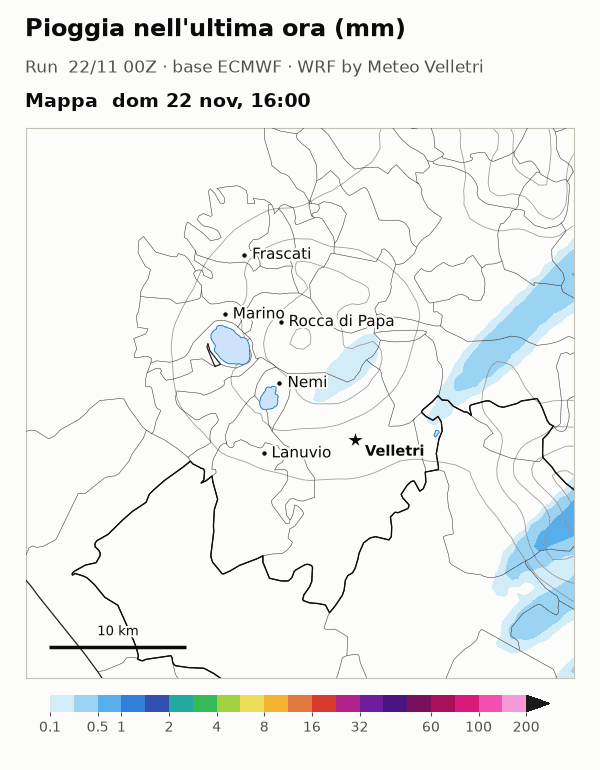 Pioggia nell'ultima ora (mm)
Run 22/11 00Z · base ECMWF · WRF by Meteo Velletri
Mappa dom 22 nov, 16:00
Frascati
Marino
Rocca di Papa
Nemi
Velletri
Lanuvio
10 km
0.1 0.5 1 2 4 8 16 32 60 100 200